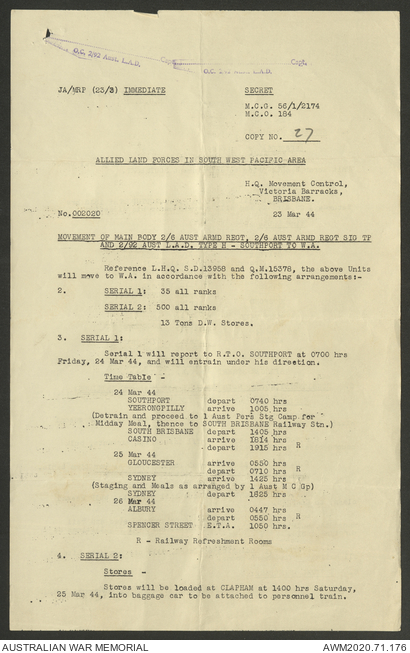 O.C. 2/92 Aust. L.A.D. Capt. Capt.
O.C. 2/92 Aust. L.A.D.
JA/WRP (23/3) IMMEDIATE SECRET
M.C.G. 56/1/2174
M.C.O. 184
COPY NO. 27
ALLIED LAND FORCES IN SOUTH WEST PACIFIC AREA
H.Q. Movement Control,
Victoria Barracks,
BRISBANE.
No.002020 23 Mar 44
MOVEMENT OF MAIN BODY 2/6 AUST ARMD REGT, 2/6 AUST ARMD REGT SIG TP
AND 2/92 AUST L.A.D. TYPE H - SOUTHPORT TO W.A.
Reference L.H.Q. S.D.13958 and Q.M.15378, the above Units
will move to W.A. in accordance with the following arrangements:-
2. SERIAL 1: 35 all ranks
SERIAL 2: 500 all ranks
13 Tons D.W. Stores.
3. SERIAL 1:
Serial 1 will report to R.T.O. SOUTHPORT at 0700 hrs
Friday, 24 Mar 44, and will entrain under his direction.
Time Table -
24 Mar 44
SOUTHPORT depart 0740 hrs
YEERONGPILLY arrive 1005 hrs
(Detrain and proceed to 1 Aust Pers Stg Camp for
Midday Meal, thence to SOUTH BRISBANE Railway Stn.)
SOUTH BRISBANE depart 1405 hrs
CASINO arrive 1814 hrs
depart 1915 hrs R
25 Mar 44
GLOUCESTER arrive 0550 hrs
depart 0710 hrs R
SYDNEY arrive 1425 hrs
(Staging and Meals as arranged by 1 Aust M C Gp)
SYDNEY depart 1825 hrs
26 Mar 44
ALBURY arrive 0447 hrs
depart 0550 hrs R
SPENCER STREET E.T.A. 1050 hrs.
R - Railway Refreshment Rooms
4. SERIAL 2:
Stores -
Stores will be loaded at CLAPHAM at 1400 hrs Saturday,
25 Mar 44, into baggage car to be attached to personnel train.
AUSTRALIAN WAR MEMORIAL AWM2020.71.176